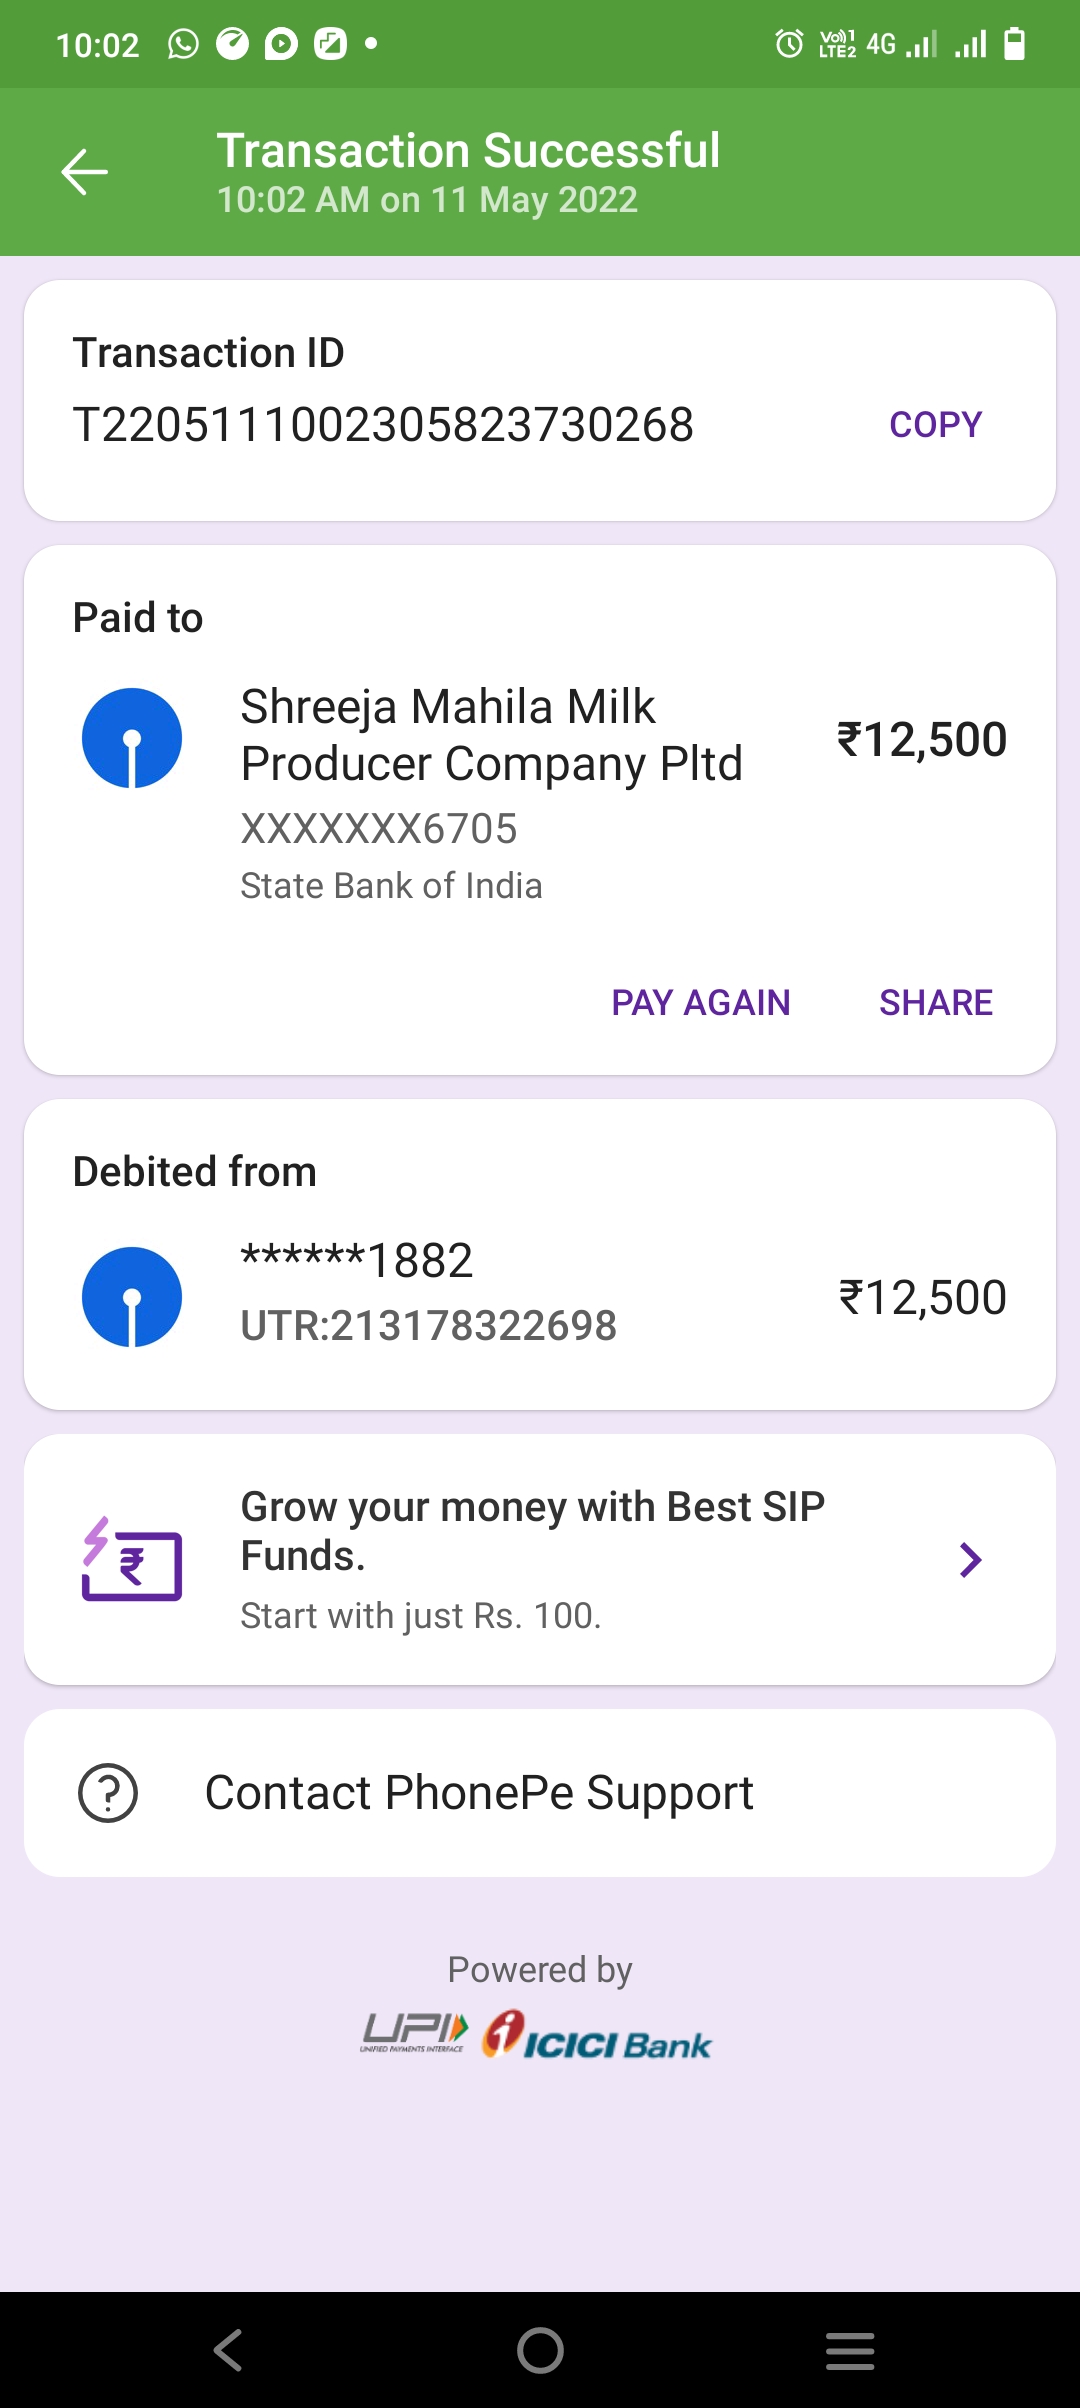 10:02
Vo)) 1
LTE2 4G
Transaction Successful
10:02 AM on 11 May 2022
Transaction ID
T2205111002305823730268
COPY
Paid to
Shreeja Mahila Milk
Producer Company Pltd
₹12,500
XXXXXXX6705
State Bank of India
PAY AGAIN SHARE
Debited from
******1882
₹12,500
UTR:213178322698
Grow your money with Best SIP
Funds.
Start with just Rs. 100.
Contact PhonePe Support
Powered by
UPI
UNIFIED PAYMENTS INTERFACE
ICICI Bank